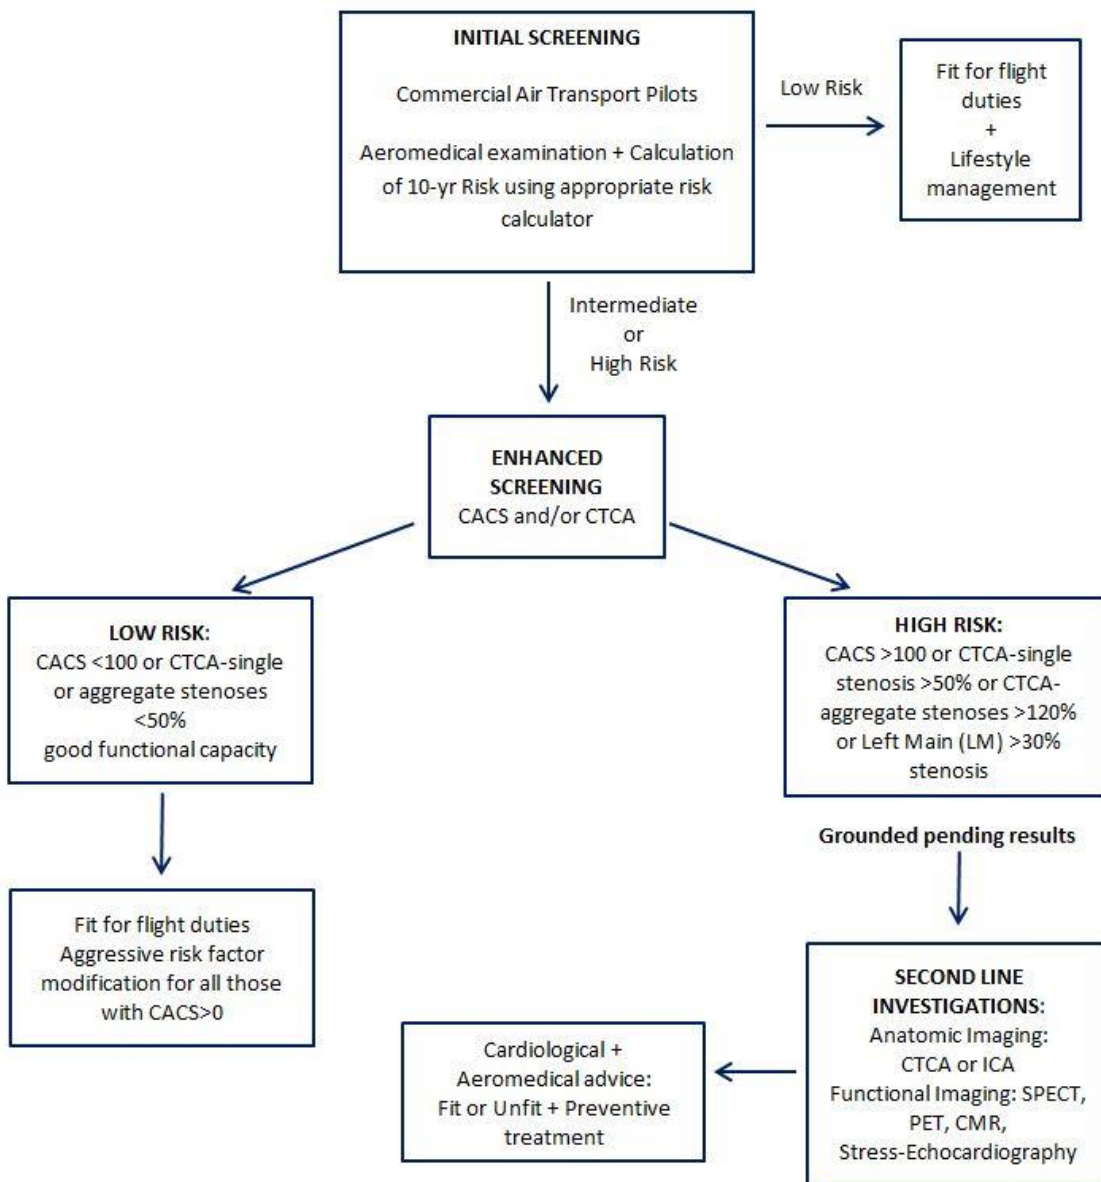 INITIAL SCREENING
Commercial Air Transport Pilots
Aeromedical examination + Calculation
of 10-yr Risk using appropriate risk
calculator
Low Risk
Fit for flight
duties
+
Lifestyle
management
Intermediate
or
High Risk
ENHANCED
SCREENING
CACS and/or CTCA
LOW RISK:
CACS <100 or CTCA-single
or aggregate stenoses
<50%
good functional capacity
HIGH RISK:
CACS >100 or CTCA-single
stenosis >50% or CTCA-
aggregate stenoses >120%
or Left Main (LM) >30%
stenosis
Grounded pending results
Fit for flight duties
Aggressive risk factor
modification for all those
with CACS>0
SECOND LINE
INVESTIGATIONS:
Anatomic Imaging:
CTCA or ICA
Functional Imaging: SPECT,
PET, CMR,
Stress-Echocardiography
Cardiological +
Aeromedical advice:
Fit or Unfit + Preventive
treatment